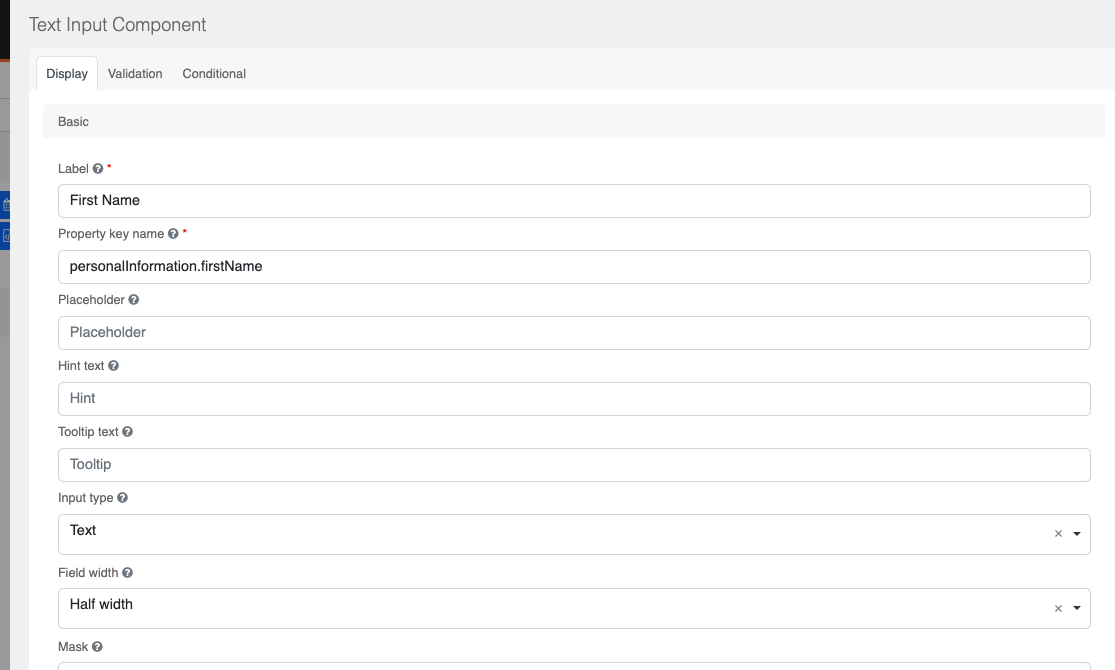 Text Input Component
Display Validation Conditional
Basic
Label *
First Name
Property key name *
personalInformation.firstName
Placeholder
Placeholder
Hint text
Hint
Tooltip text
Tooltip
Input type
Text
Field width
Half width
Mask